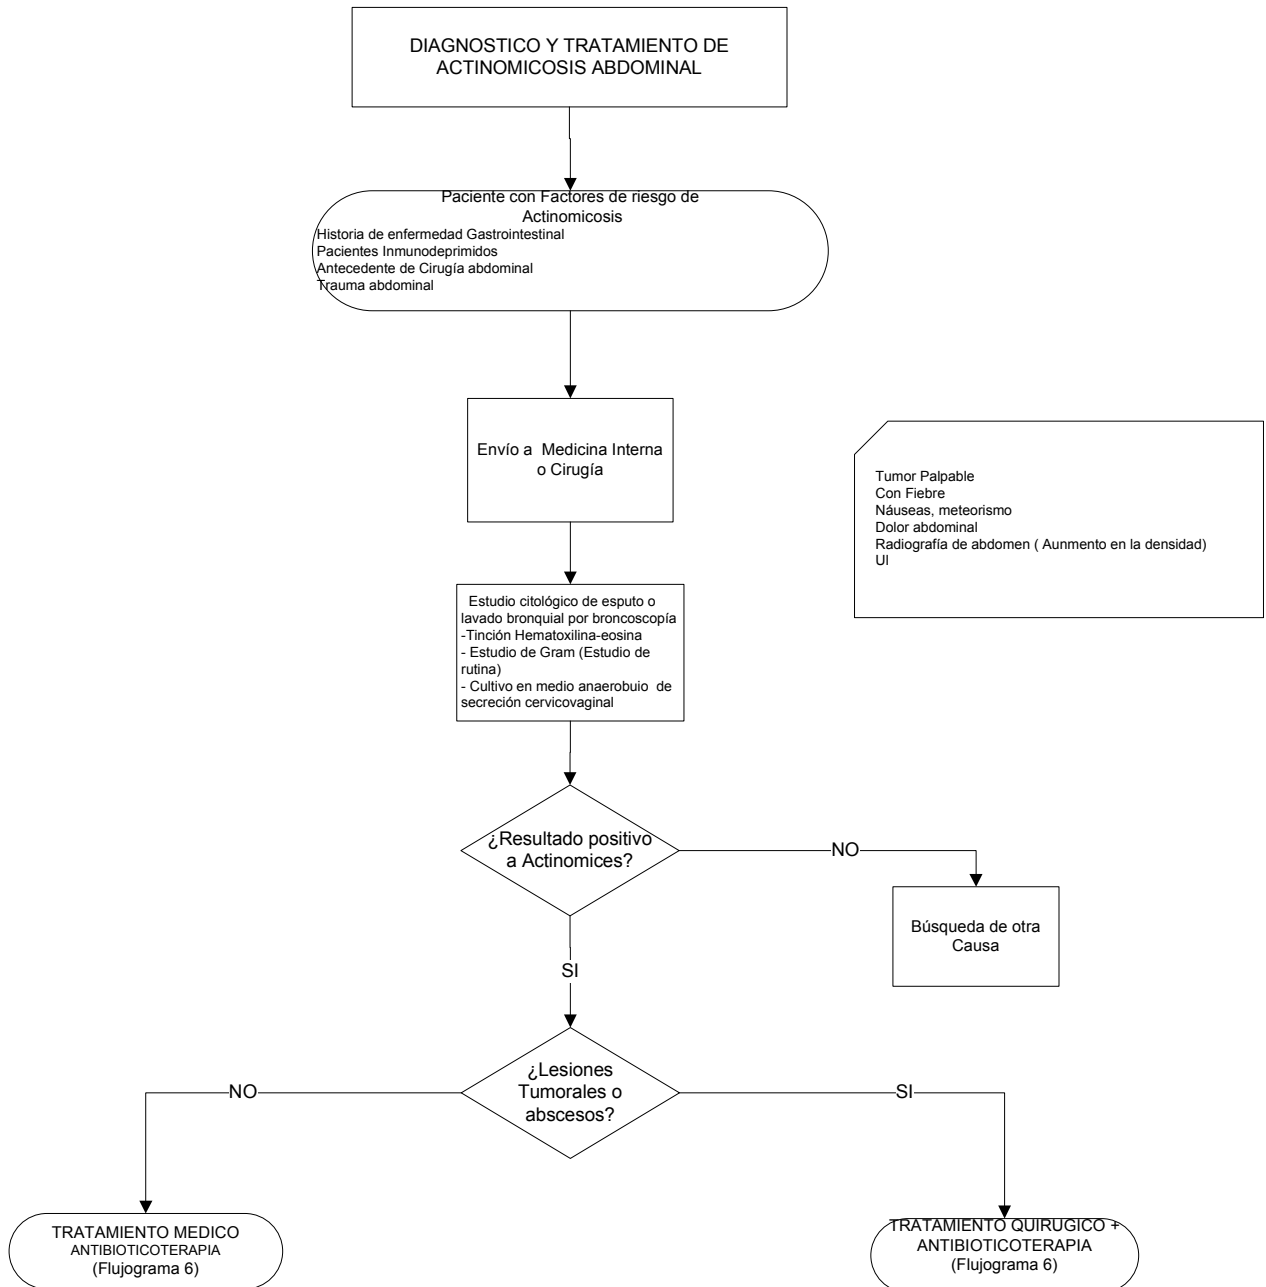 DIAGNOSTICO Y TRATAMIENTO DE
ACTINOMICOSIS ABDOMINAL
Paciente con Factores de riesgo de
Actinomicosis
Historia de enfermedad Gastrointestinal
Pacientes Inmunodeprimidos
Antecedente de Cirugía abdominal
Trauma abdominal
Envío a Medicina Interna
o Cirugía
Tumor Palpable
Con Fiebre
Náuseas, meteorismo
Dolor abdominal
Radiografía de abdomen ( Aunmento en la densidad)
Ul
Estudio citológico de esputo o
lavado bronquial por broncoscopía
-Tinción Hematoxilina-eosina
- Estudio de Gram (Estudio de
rutina)
- Cultivo en medio anaerobuio de
secreción cervicovaginal
¿Resultado positivo
a Actinomices?
NO
Búsqueda de otra
Causa
SI
¿Lesiones
Tumorales o
abscesos?
NO
SI
TRATAMIENTO MEDICO
ANTIBIOTICOTERAPIA
(Flujograma 6)
TRATAMIENTO QUIRUGICO +
ANTIBIOTICOTERAPIA
(Flujograma 6)